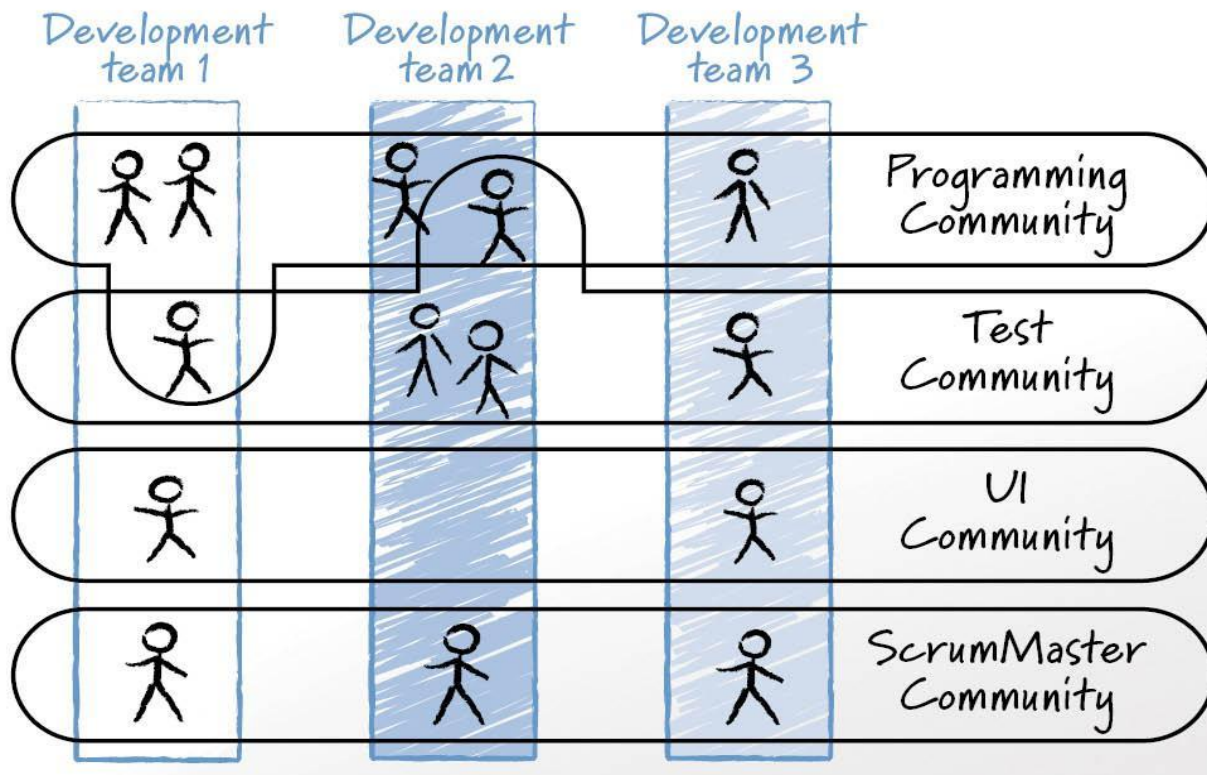 Development
team 1
Development
team 2
Development
team 3
Programming
Community
Test
Community
UI
Community
ScrumMaster
Community